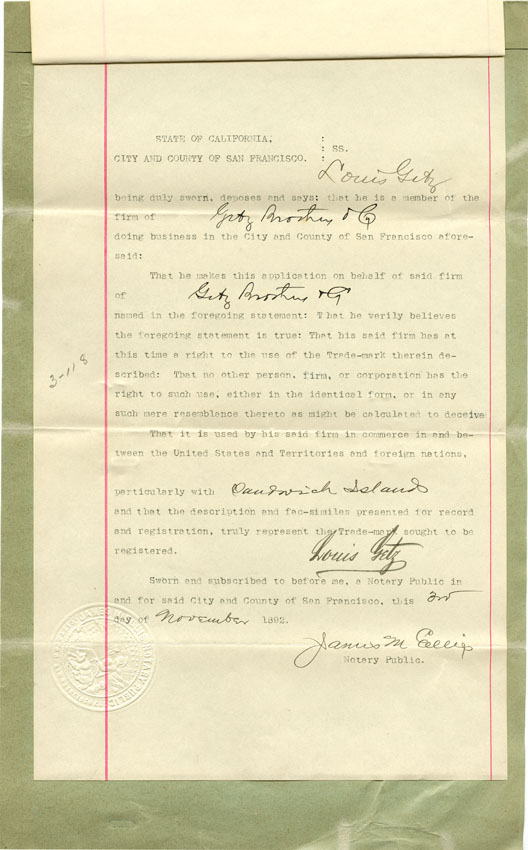 STATE OF CALIFORNIA, :
: SS.
CITY AND COUNTY OF SAN FRANCISCO. :
Louis Getz
being duly sworn, deposes and says: that he is a member of the
firm of Getz Brothers & Co
doing business in the City and County of San Francisco afore-
said:
That he makes this application on behalf of said firm
of Getz Brothers & Co
named in the foregoing statement: That he verily believes
the foregoing statement is true: That his said firm has at
this time a right to the use of the Trade-mark therein de-
scribed: That no other person, firm, or corporation has the
right to such use, either in the identical form, or in any
such mere resemblance thereto as might be calculated to deceive
3-118
That it is used by his said firm in commerce in and be-
tween the United States and Territories and foreign nations,
particularly with Sandwich Islands
and that the description and fac-similes presented for record
and registration, truly represent the Trade-mark sought to be
registered. Louis Getz
Sworn and subscribed to before me, a Notary Public in
and for said City and County of San Francisco, this 3rd
day of November 1892.
James M Ellis
Notary Public.
NOTARY PUBLIC